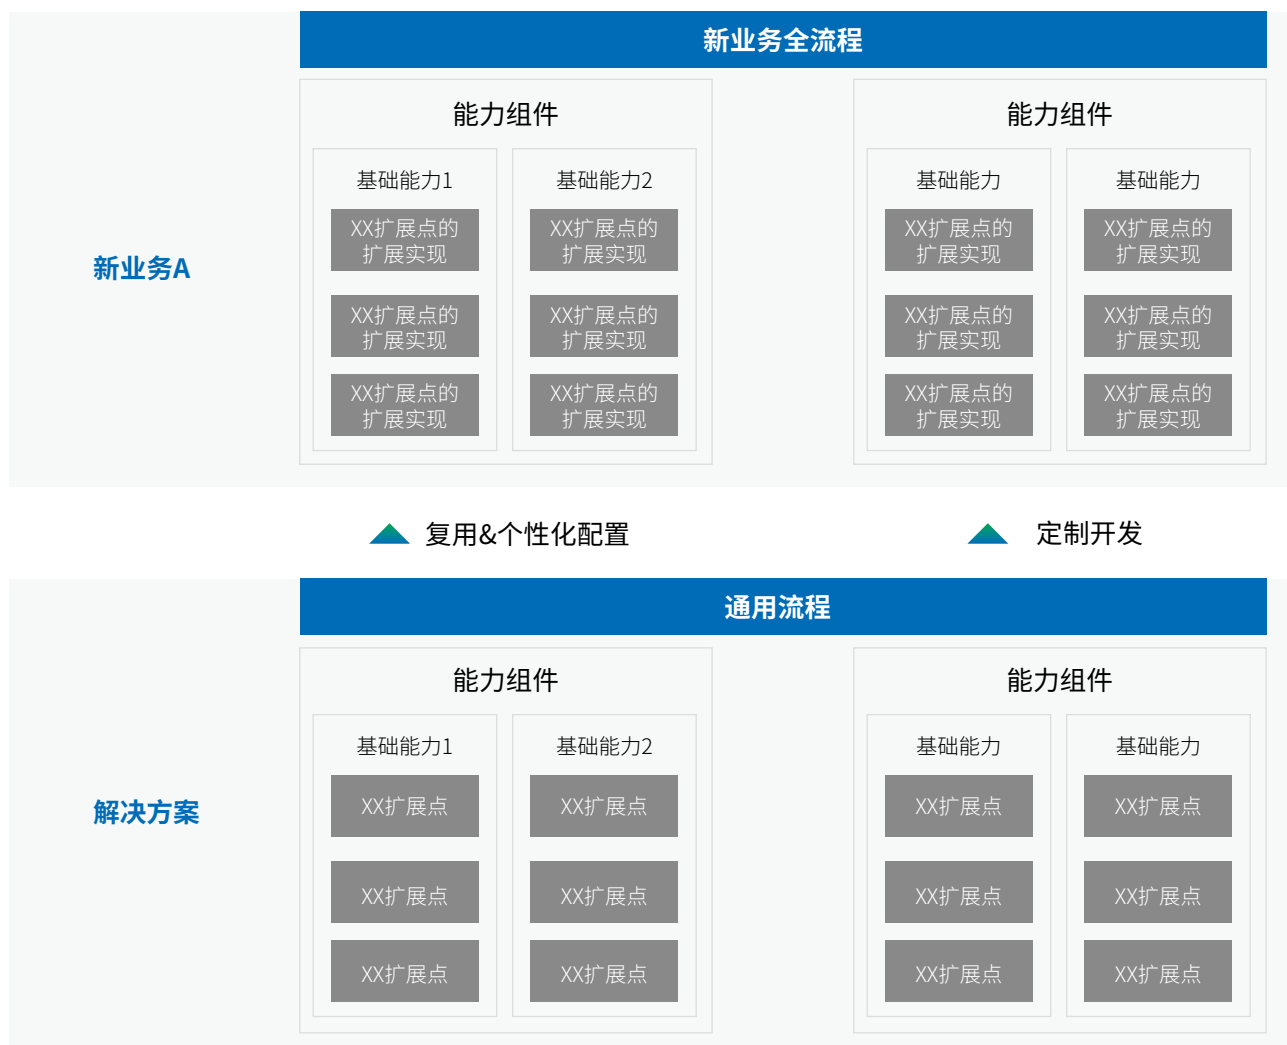 新业务全流程
新业务A
能力组件
基础能力1
XX扩展点的
扩展实现
XX扩展点的
扩展实现
XX扩展点的
扩展实现
基础能力2
XX扩展点的
扩展实现
XX扩展点的
扩展实现
XX扩展点的
扩展实现
能力组件
基础能力
XX扩展点的
扩展实现
XX扩展点的
扩展实现
XX扩展点的
扩展实现
基础能力
XX扩展点的
扩展实现
XX扩展点的
扩展实现
XX扩展点的
扩展实现
复用&个性化配置
定制开发
通用流程
解决方案
能力组件
基础能力1
XX扩展点
XX扩展点
XX扩展点
基础能力2
XX扩展点
XX扩展点
XX扩展点
能力组件
基础能力
XX扩展点
XX扩展点
XX扩展点
基础能力
XX扩展点
XX扩展点
XX扩展点